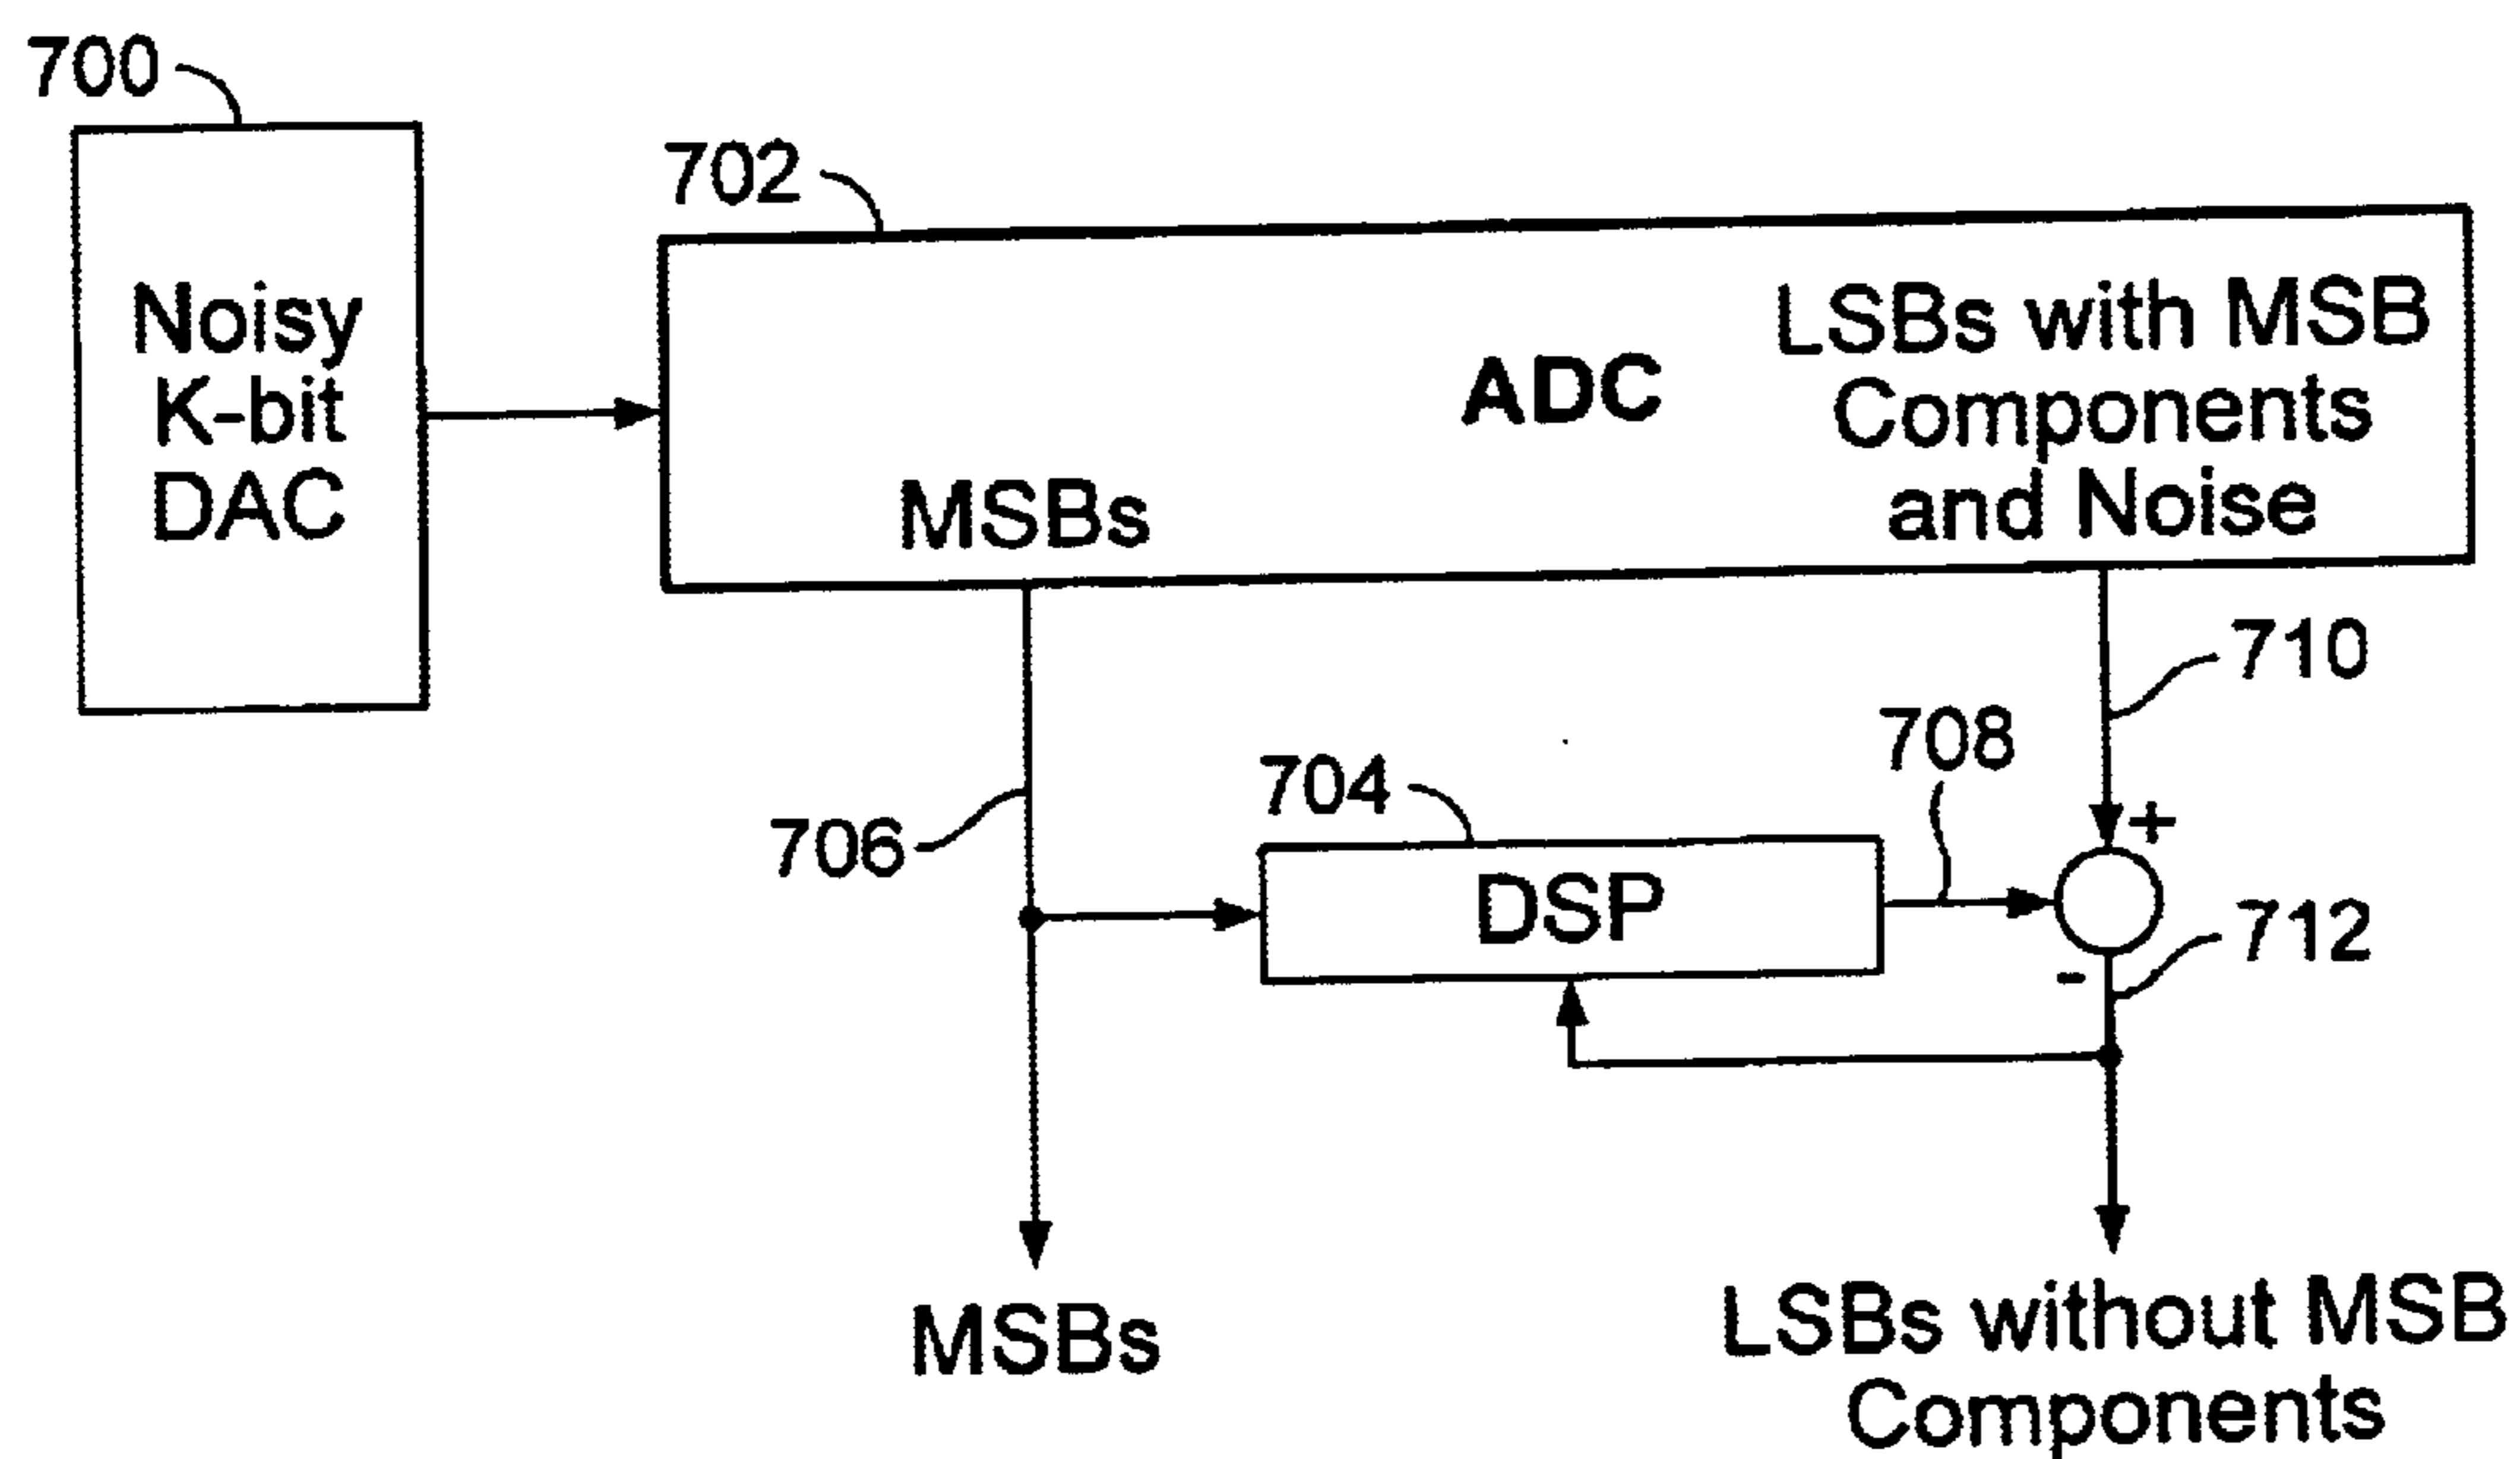 700
702
Noisy
K-bit
DAC
ADC
MSBs
LSBs with MSB
Components
and Noise
710
708
704
706
DSP
+
-
712
MSBs
LSBs without MSB
Components